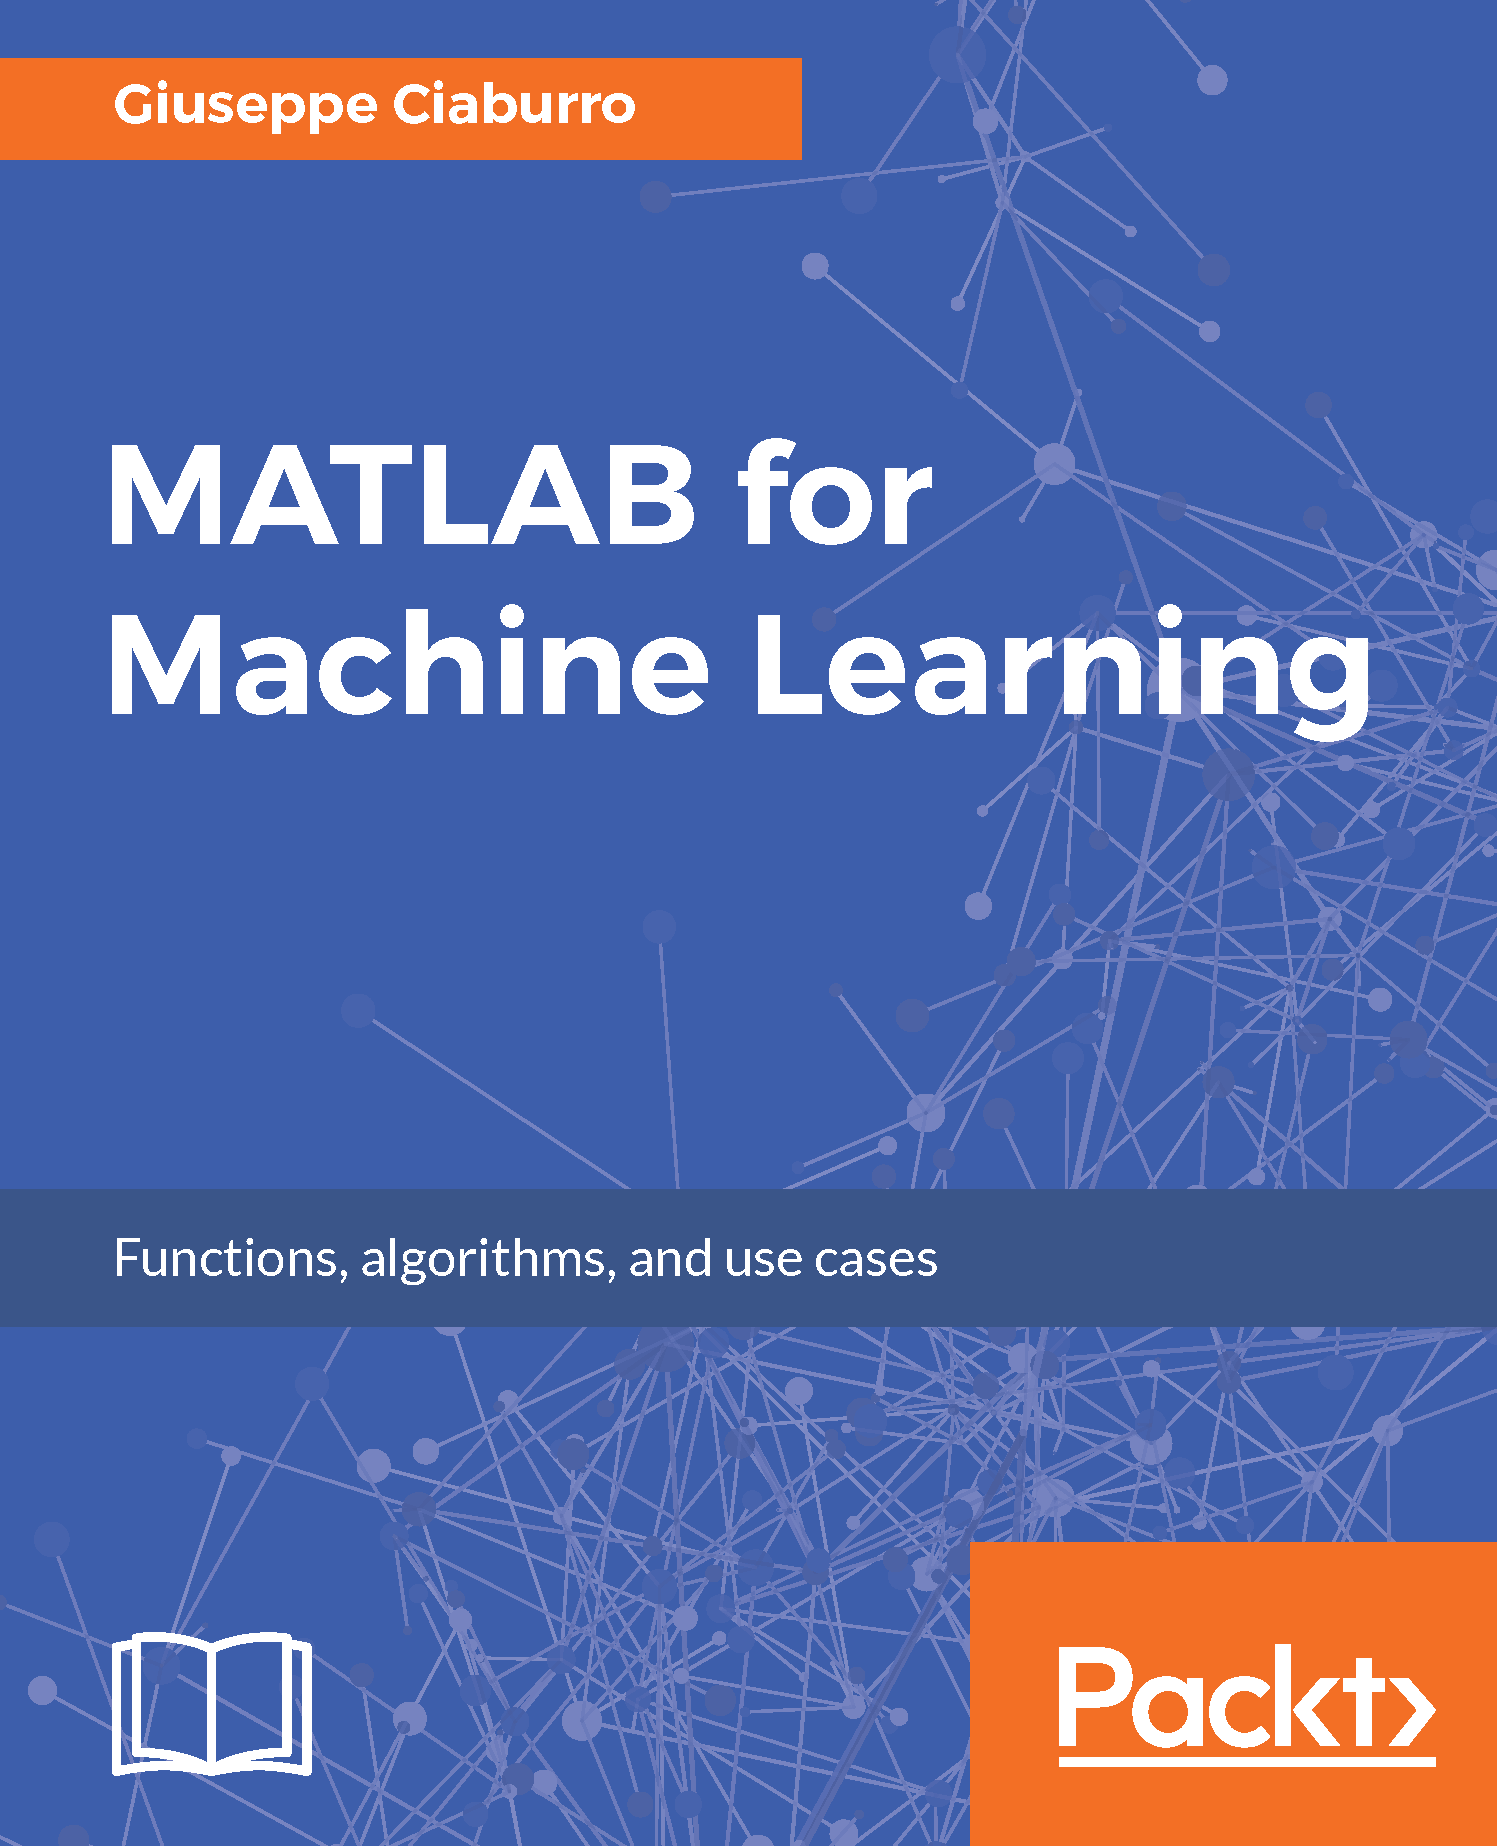 Giuseppe Ciaburro
MATLAB for
Machine Learning
Functions, algorithms, and use cases
Packt>